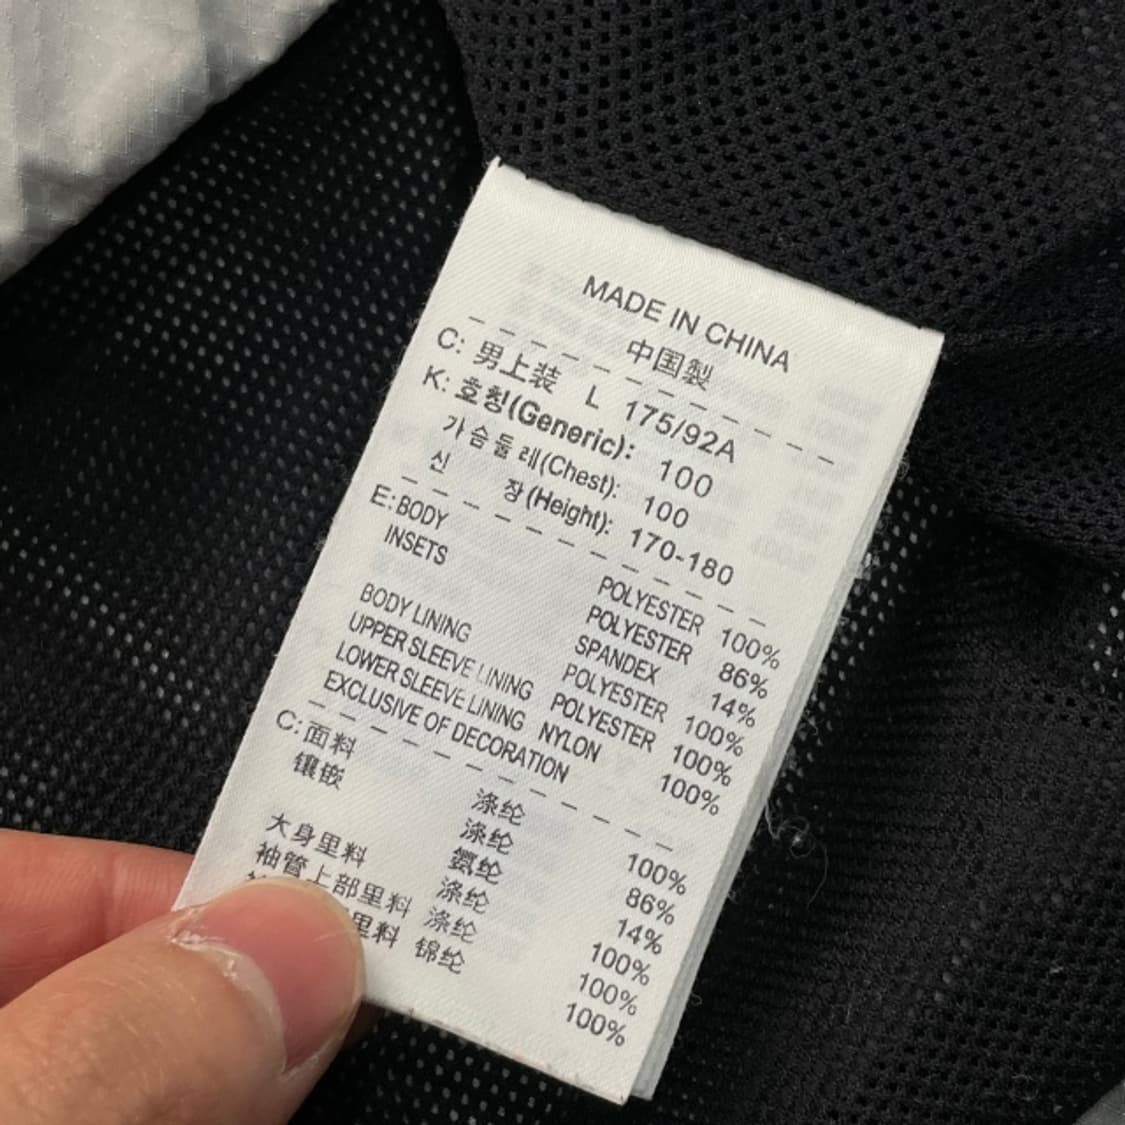 MADE IN CHINA
中国製
C: 男上装 L 175/92A
K: 호칭(Generic): 100
가슴둘레(Chest): 100
신 장(Height): 170-180
E: BODY POLYESTER 100%
INSETS POLYESTER 86%
SPANDEX 14%
BODY LINING POLYESTER 100%
UPPER SLEEVE LINING POLYESTER 100%
LOWER SLEEVE LINING NYLON 100%
EXCLUSIVE OF DECORATION
C: 面料 涤纶 100%
镶嵌 涤纶 86%
氨纶 14%
大身里料 涤纶 100%
袖管上部里料 涤纶 100%
里料 锦纶 100%